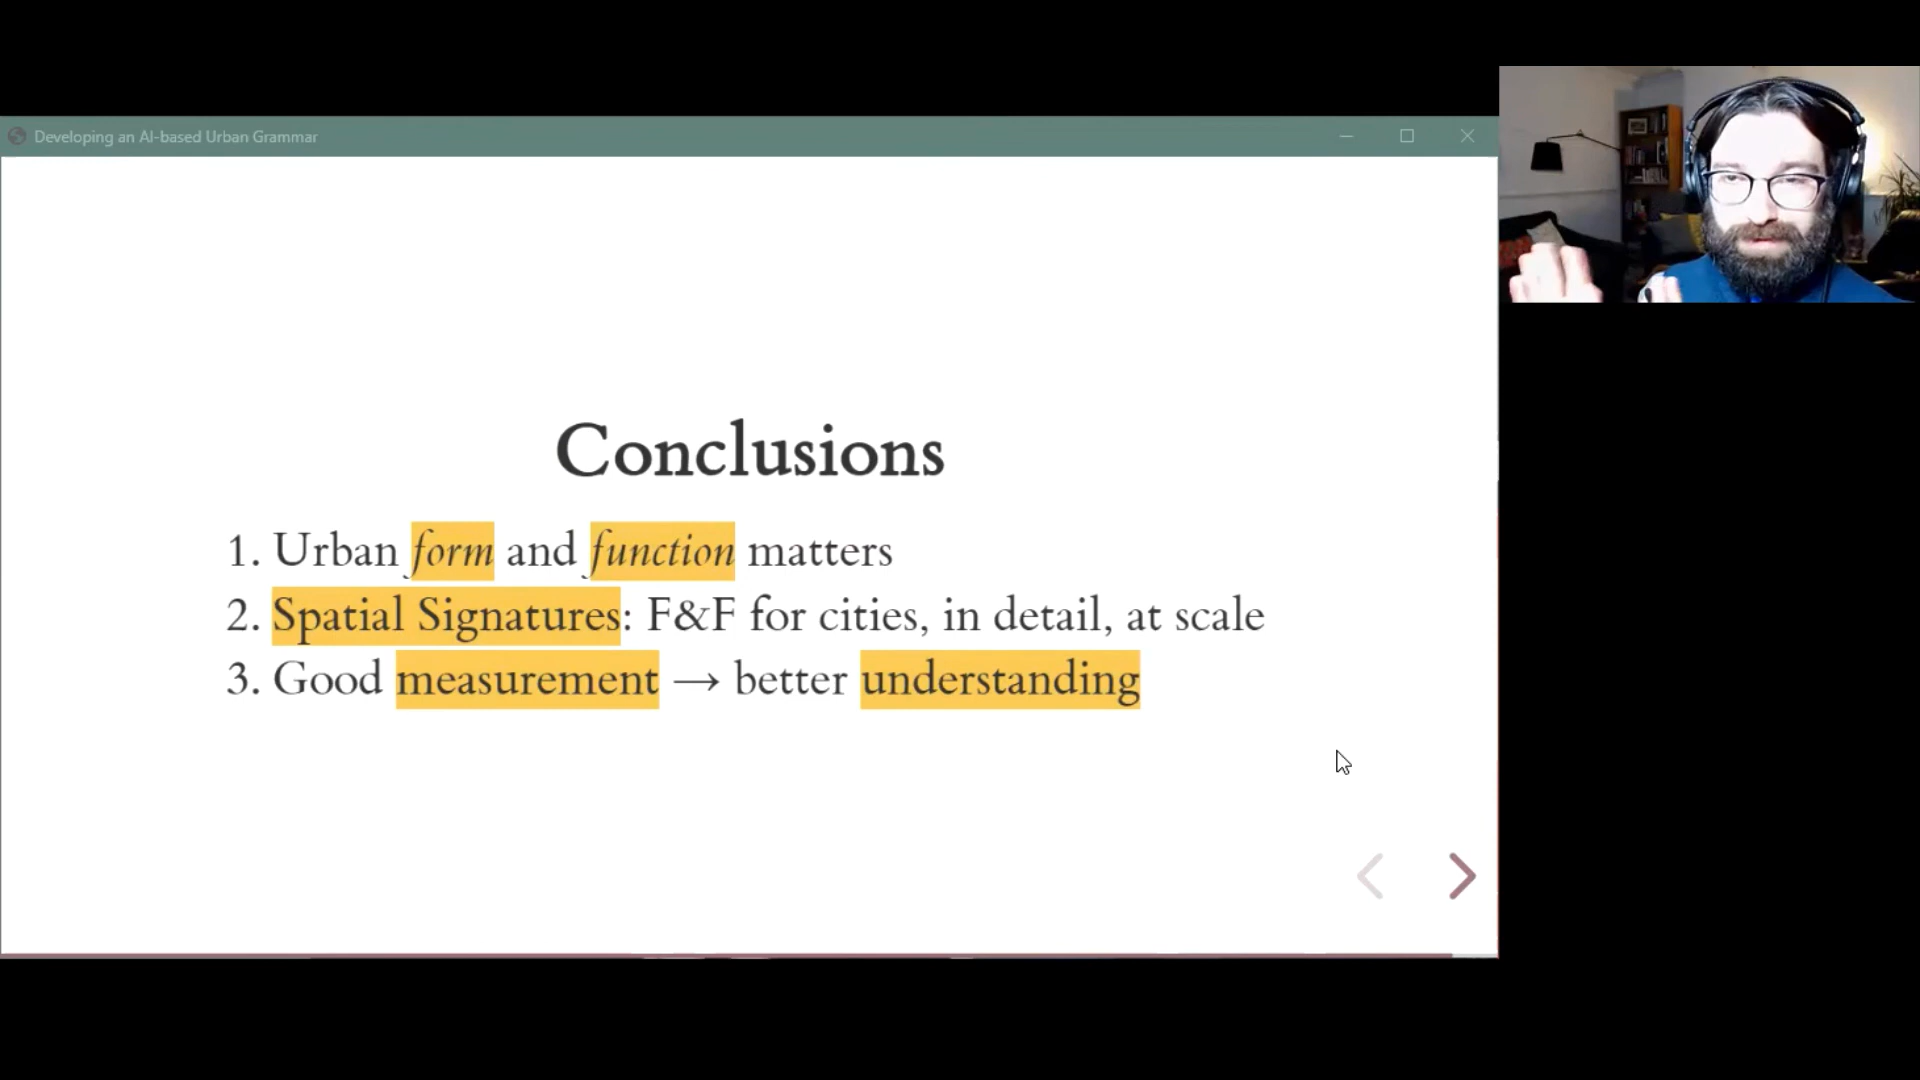 Developing an AI-based Urban Grammar
Conclusions
1. Urban form and function matters
2. Spatial Signatures: F&F for cities, in detail, at scale
3. Good measurement → better understanding